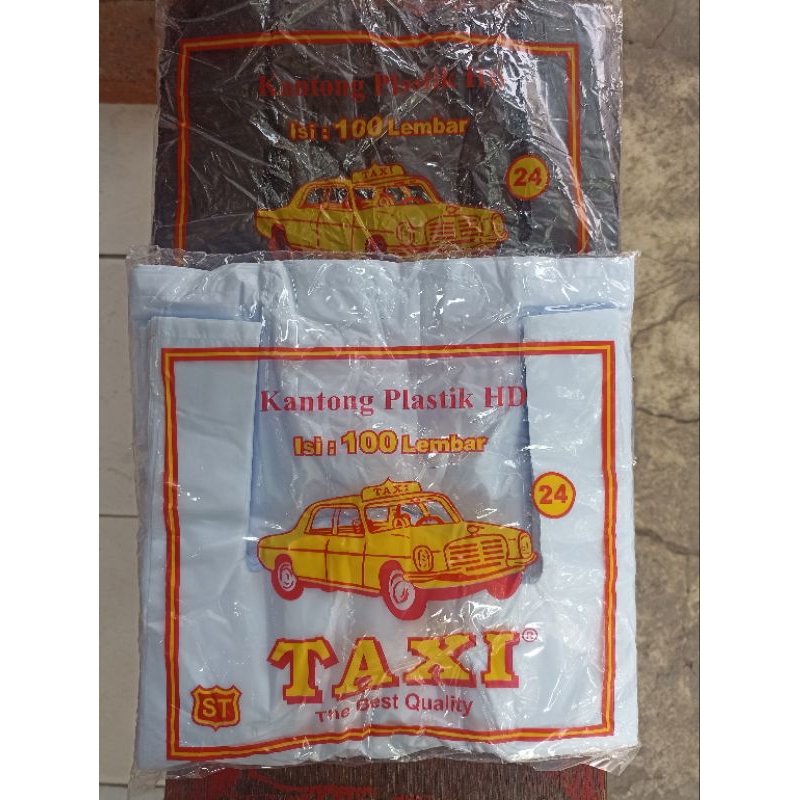 Kantong Plastik HD
Isi : 100 Lembar
TAXI
24
Kantong Plastik HD
Isi : 100 Lembar
TAXI
24
TAXI®
The Best Quality
ST